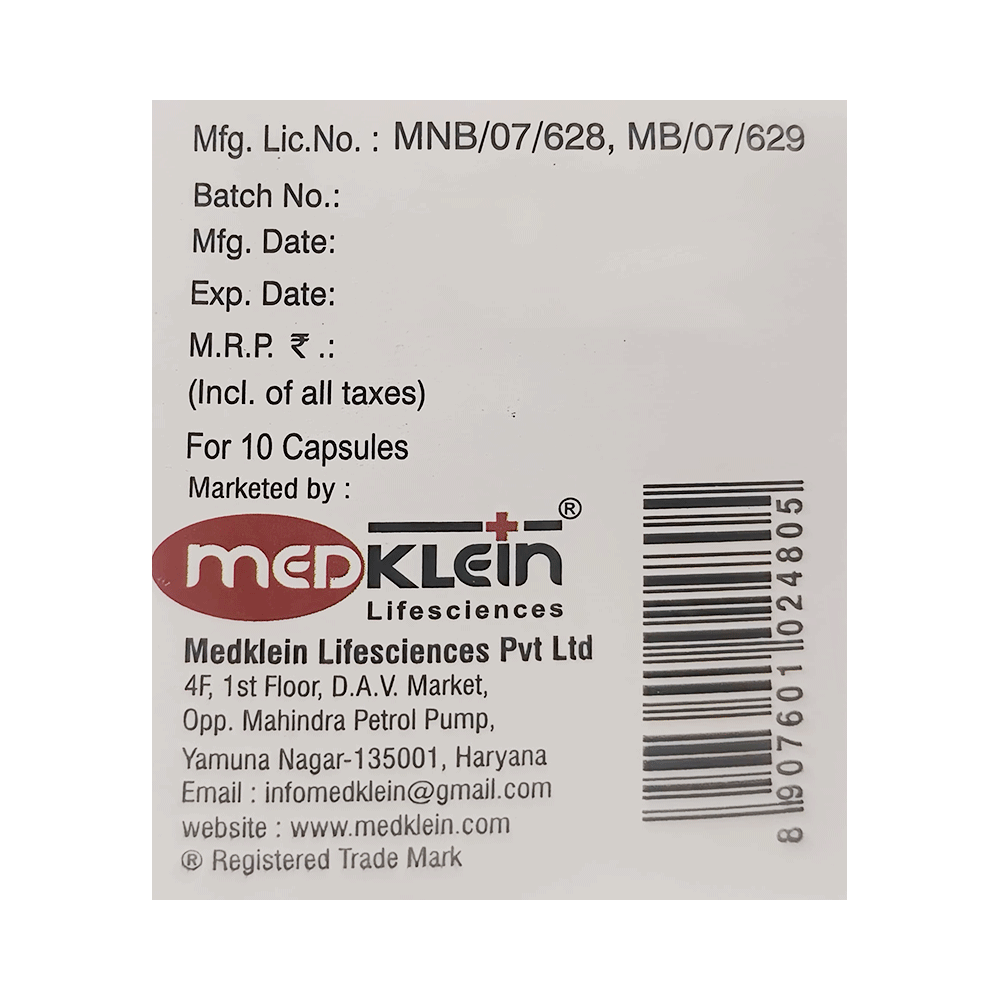 Mfg. Lic.No. : MNB/07/628, MB/07/629
Batch No.:
Mfg. Date:
Exp. Date:
M.R.P. ₹ .:
(Incl. of all taxes)
For 10 Capsules
Marketed by :
MEDKLEIN ®
Lifesciences
Medklein Lifesciences Pvt Ltd
4F, 1st Floor, D.A.V. Market,
Opp. Mahindra Petrol Pump,
Yamuna Nagar-135001, Haryana
Email : infomedklein@gmail.com
website : www.medklein.com
® Registered Trade Mark
8 907601 024805